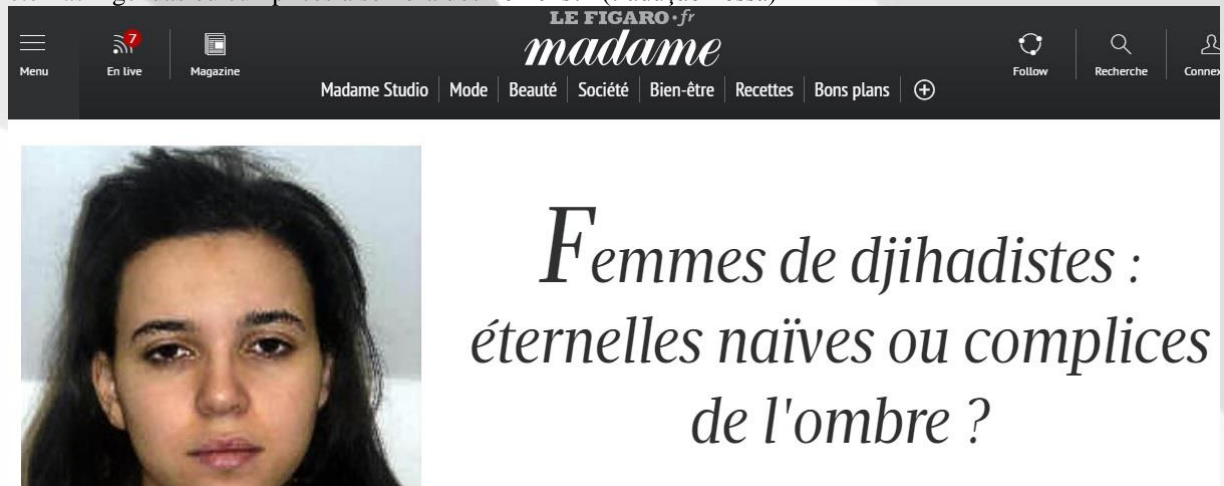 LE FIGARO·fr
madame
7
Menu
En live
Magazine
Follow
Recherche
Madame Studio
Mode
Beauté
Société
Bien-être
Recettes
Bons plans
Femmes de djihadistes :
éternelles naïves ou complices
de l'ombre ?